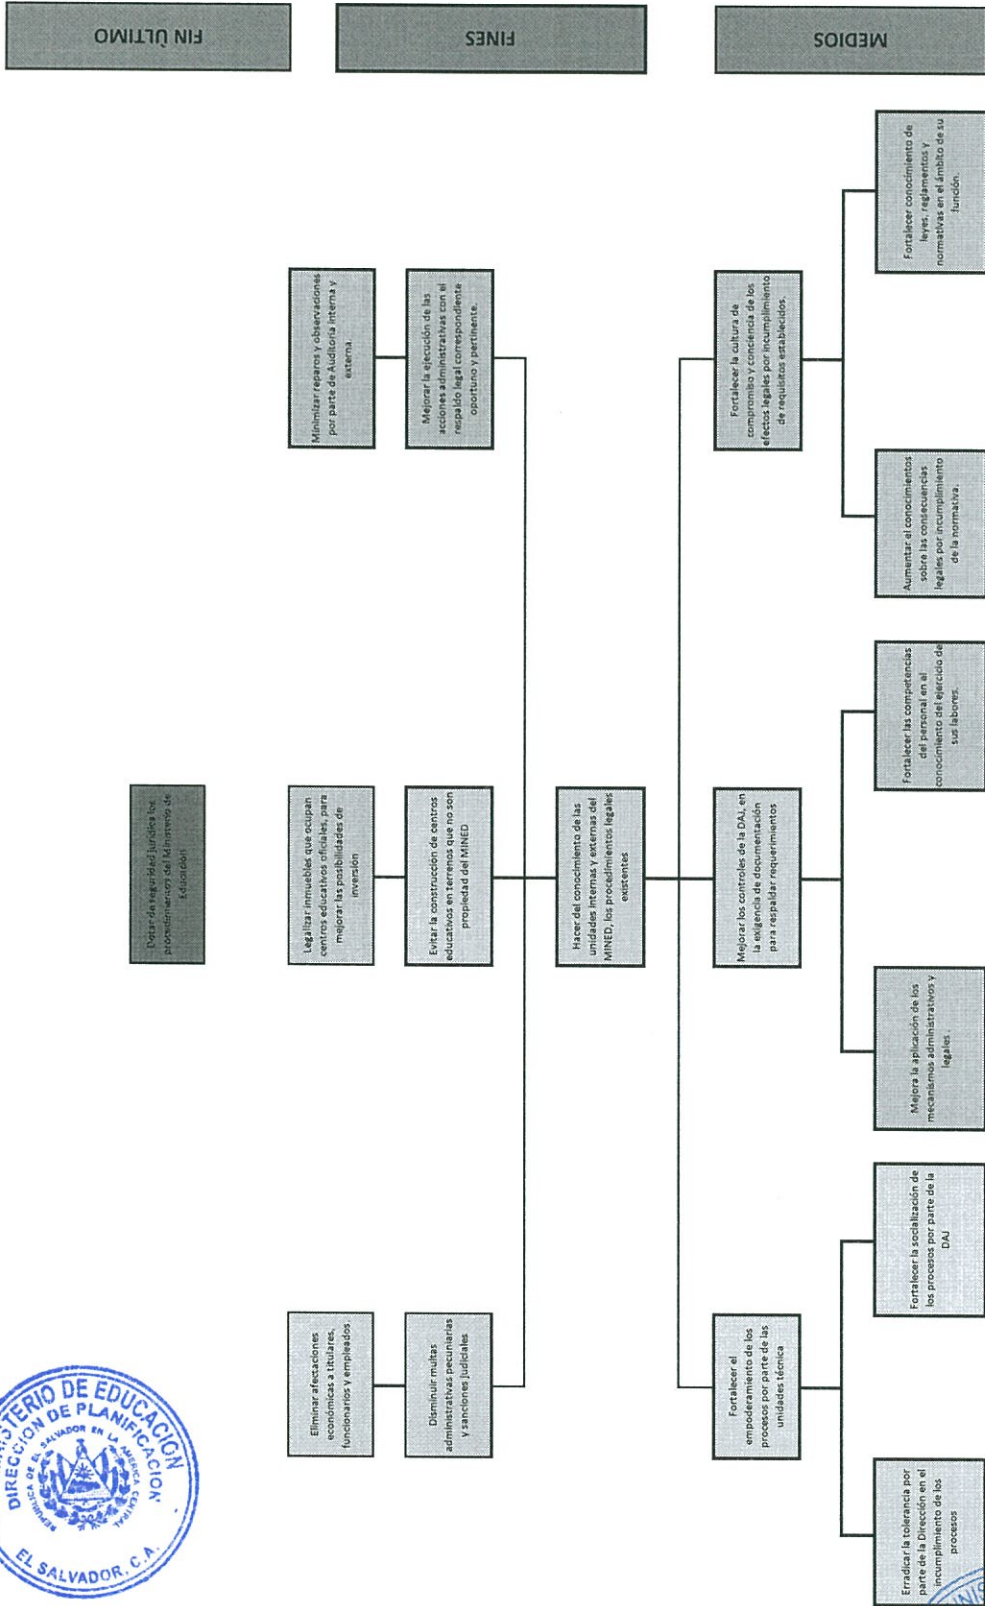 FIN ÚLTIMO
Dotar de seguridad jurídica los
procedimientos del Ministerio de
Educación
FINES
Eliminar afectaciones
económicas a titulares,
funcionarios y empleados
Legalizar inmuebles que ocupan
centros educativos oficiales, para
mejorar las posibilidades de
inversión
Minimizar reparos y observaciones
por parte de Auditoría interna y
externa.
Disminuir multas
administrativas pecuniarias
y sanciones judiciales
Evitar la construcción de centros
educativos en terrenos que no son
propiedad del MINED
Mejorar la ejecución de las
acciones administrativas con el
respaldo legal correspondiente
oportuno y pertinente.
Hacer del conocimiento de las
unidades internas y externas del
MINED, los procedimientos legales
existentes
MEDIOS
Fortalecer el
empoderamiento de los
procesos por parte de las
unidades técnica
Mejorar los controles de la DAJ, en
la exigencia de documentación
para respaldar requerimientos
Fortalecer la cultura de
compromiso y conciencia de los
efectos legales por incumplimiento
de requisitos establecidos.
Erradicar la tolerancia por
parte de la Dirección en el
incumplimiento de los
procesos
Fortalecer la socialización de
los procesos por parte de la
DAJ
Mejora la aplicación de los
mecanismos administrativos y
legales .
Fortalecer las competencias
del personal en el
conocimiento del ejercicio de
sus labores.
Aumentar el conocimientos
sobre las consecuencias
legales por incumplimiento
de la normativa.
Fortalecer conocimiento de
leyes, reglamentos y
normativas en el ámbito de su
función.
DE EDUCACIÓN
DIRECCIÓN DE PLANIFICACIÓN
REPÚBLICA DE EL SALVADOR EN LA AMÉRICA CENTRAL
EL SALVADOR, C.A.